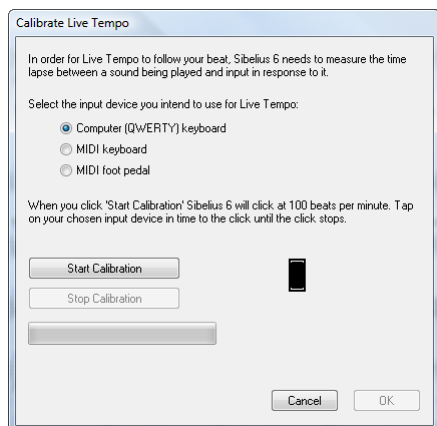 Calibrate Live Tempo
In order for Live Tempo to follow your beat, Sibelius 6 needs to measure the time
lapse between a sound being played and input in response to it.
Select the input device you intend to use for Live Tempo:
Computer (QWERTY) keyboard
MIDI keyboard
MIDI foot pedal
When you click 'Start Calibration' Sibelius 6 will click at 100 beats per minute. Tap
on your chosen input device in time to the click until the click stops.
Start Calibration
Stop Calibration
Cancel
OK